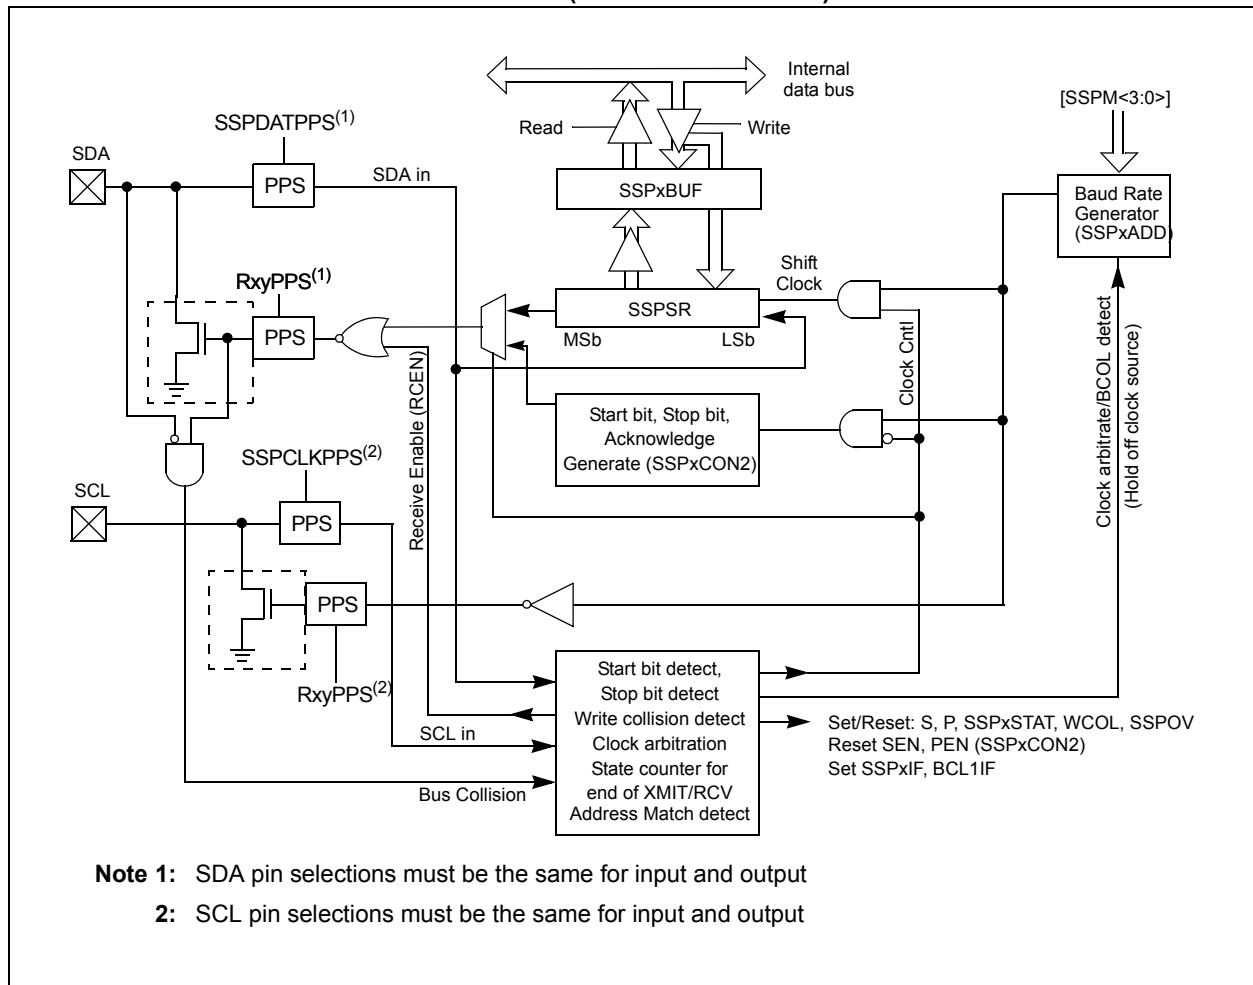 Internal
data bus
[SSPM<3:0>]
Read
Write
SSPDATPPS(1)
SDA
PPS
SDA in
SSPxBUF
Baud Rate
Generator
(SSPxADD)
RxyPPS(1)
Shift
Clock
PPS
SSPSR
MSb
LSb
Receive Enable (RCEN)
Clock Cntl
Clock arbitrate/BCOL detect
(Hold off clock source)
Start bit, Stop bit,
Acknowledge
Generate (SSPxCON2)
SSPCLKPPS(2)
SCL
PPS
PPS
RxyPPS(2)
SCL in
Bus Collision
Start bit detect,
Stop bit detect
Write collision detect
Clock arbitration
State counter for
end of XMIT/RCV
Address Match detect
Set/Reset: S, P, SSPxSTAT, WCOL, SSPOV
Reset SEN, PEN (SSPxCON2)
Set SSPxIF, BCL1IF
Note 1: SDA pin selections must be the same for input and output
2: SCL pin selections must be the same for input and output